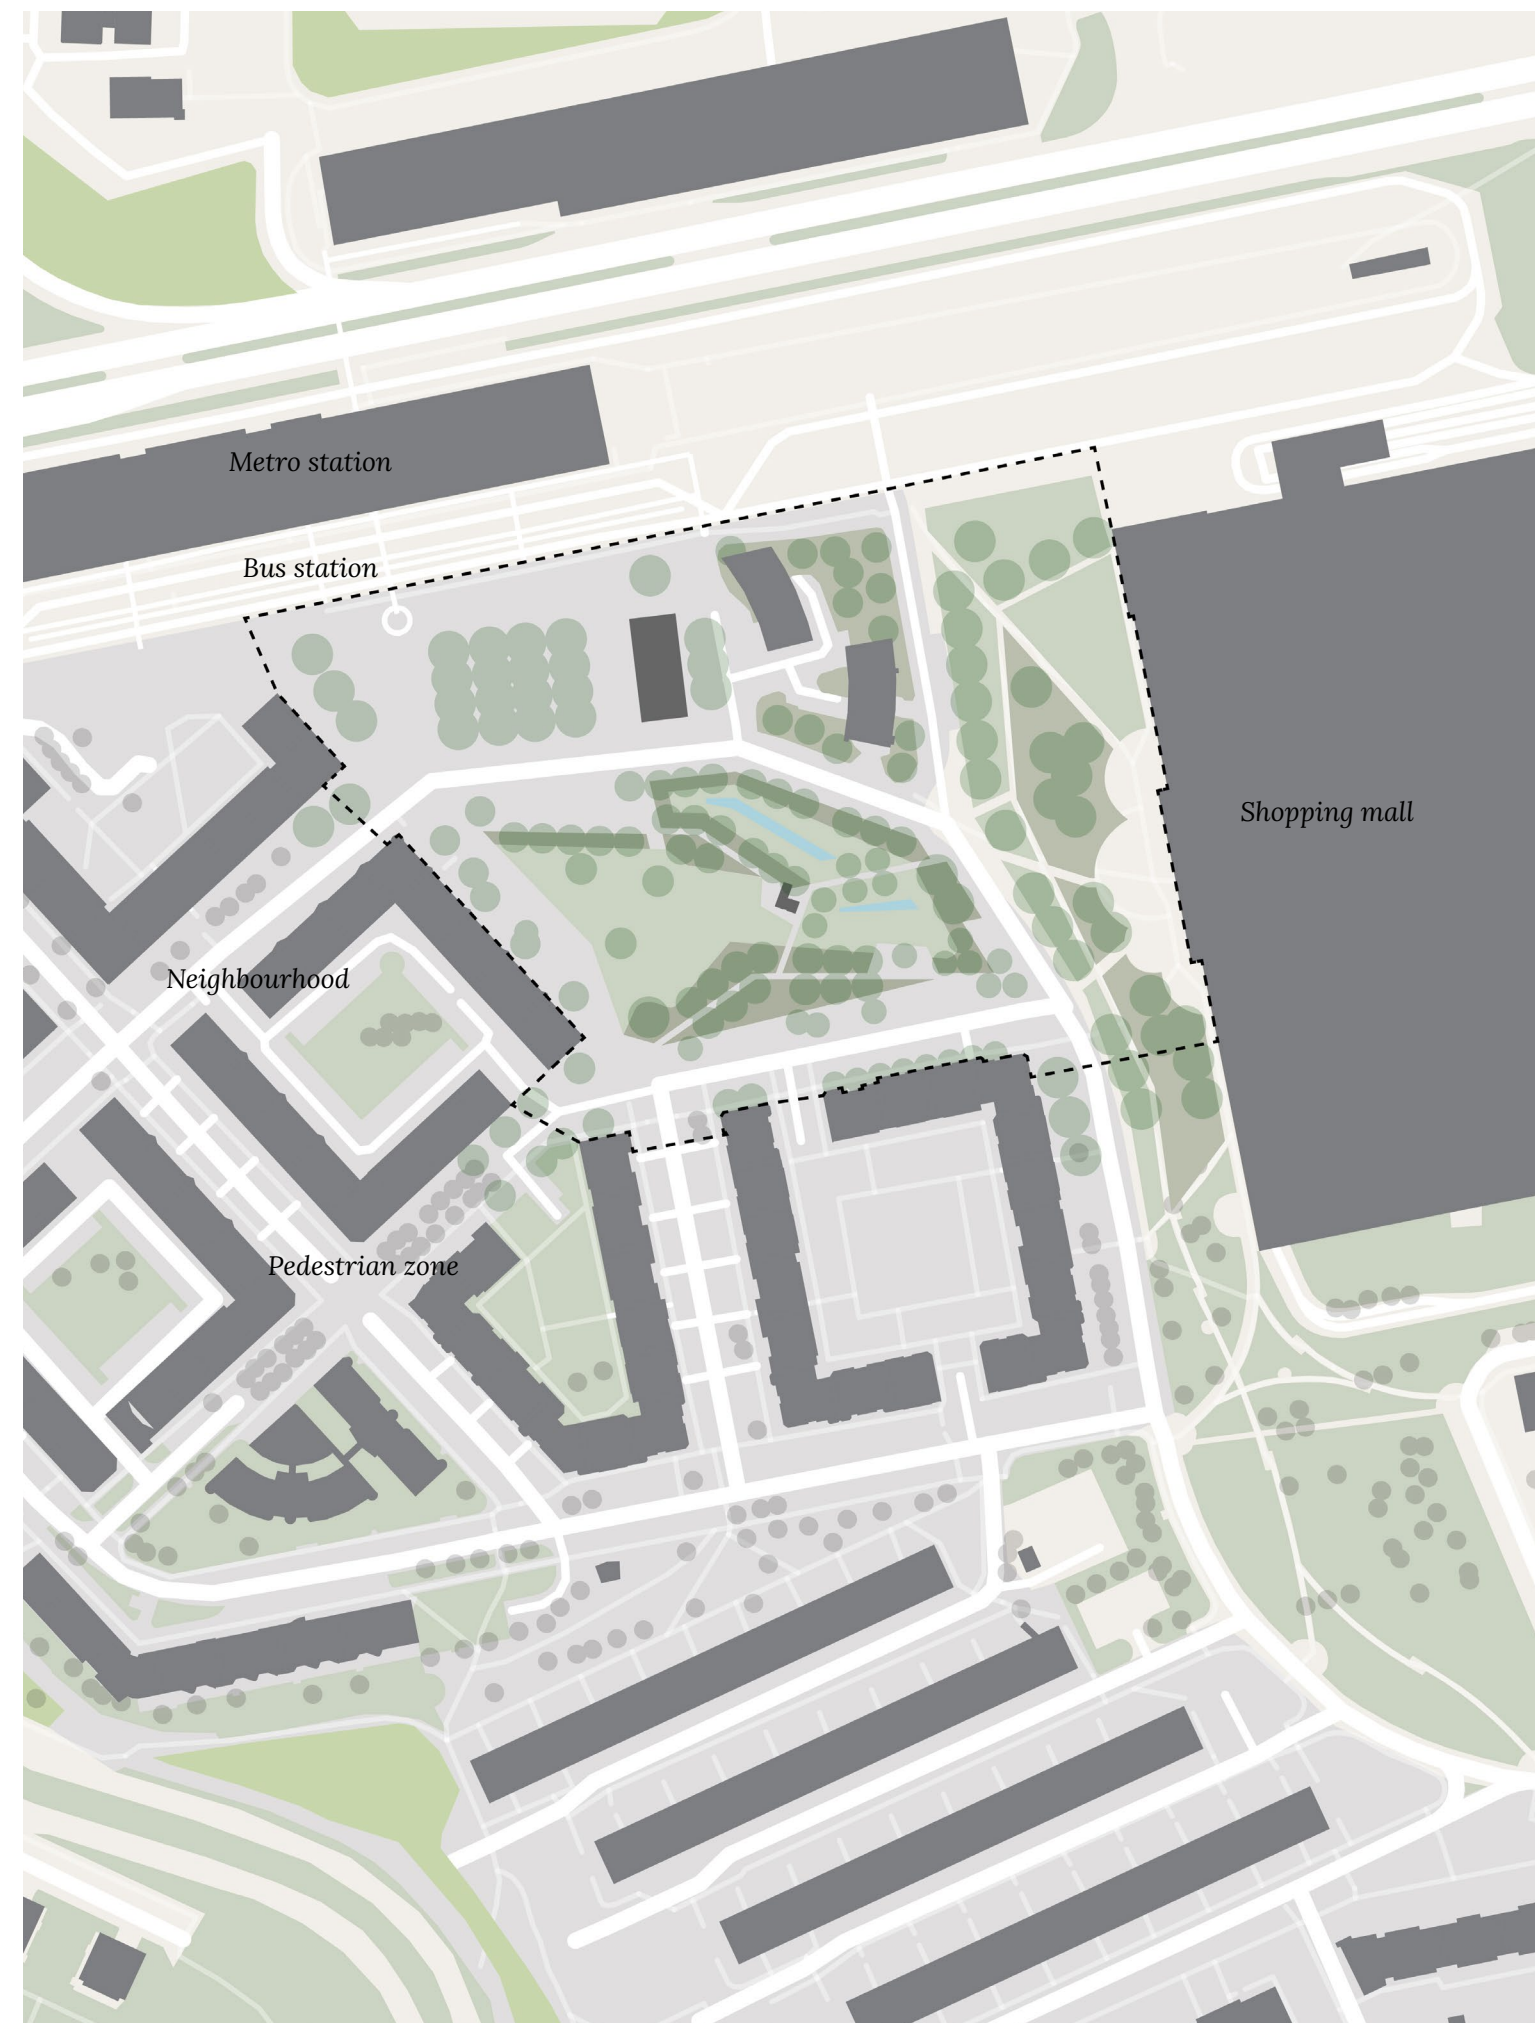 Metro station
Bus station
Shopping mall
Neighbourhood
Pedestrian zone